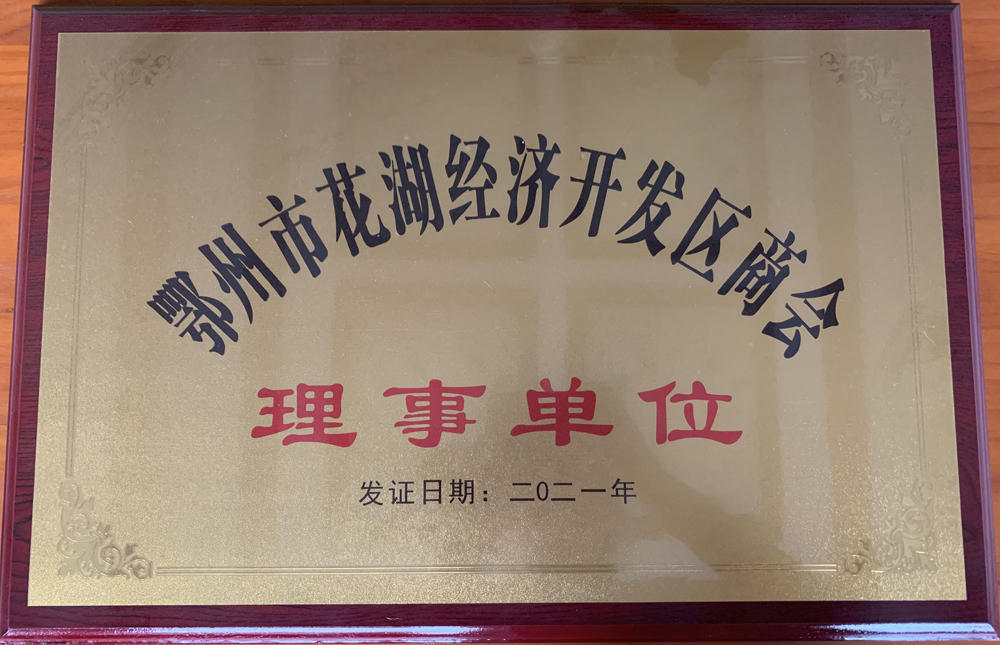 鄂州市花湖经济开发区商会
理事单位
发证日期：二0二一年